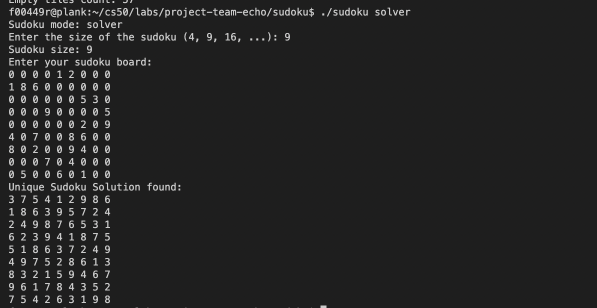 Empty tiles count: 57
f00449r@plank:~/cs50/labs/project-team-echo/sudoku$ ./sudoku solver
Sudoku mode: solver
Enter the size of the sudoku (4, 9, 16, ...): 9
Sudoku size: 9
Enter your sudoku board:
0 0 0 0 1 2 0 0 0
1 8 6 0 0 0 0 0 0
0 0 0 0 0 0 5 3 0
0 0 0 9 0 0 0 0 5
0 0 0 0 0 0 2 0 9
4 0 7 0 0 8 6 0 0
8 0 2 0 0 9 4 0 0
0 0 0 7 0 4 0 0 0
0 5 0 0 6 0 1 0 0
Unique Sudoku Solution found:
3 7 5 4 1 2 9 8 6
1 8 6 3 9 5 7 2 4
2 4 9 8 7 6 5 3 1
6 2 3 9 4 1 8 7 5
5 1 8 6 3 7 2 4 9
4 9 7 5 2 8 6 1 3
8 3 2 1 5 9 4 6 7
9 6 1 7 8 4 3 5 2
7 5 4 2 6 3 1 9 8